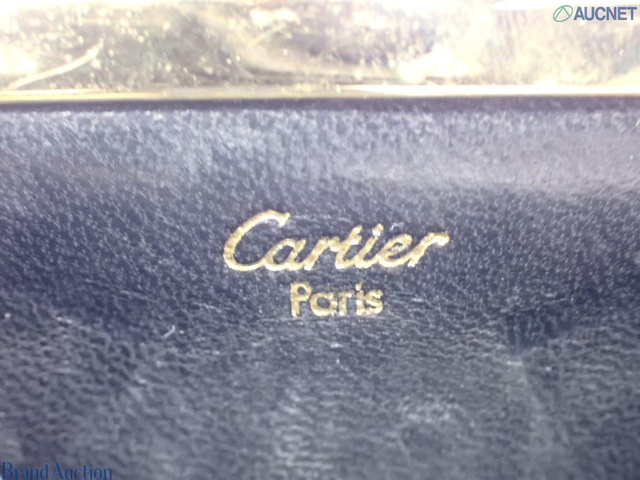 AUCNET
Cartier
Paris
Brand Auction